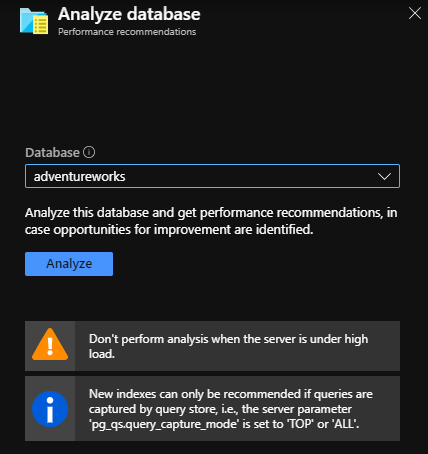 Analyze database
Performance recommendations
Database
adventureworks
Analyze this database and get performance recommendations, in
case opportunities for improvement are identified.
Analyze
Don't perform analysis when the server is under high
load.
New indexes can only be recommended if queries are
captured by query store, i.e., the server parameter
'pg_qs.query_capture_mode' is set to 'TOP' or 'ALL'.